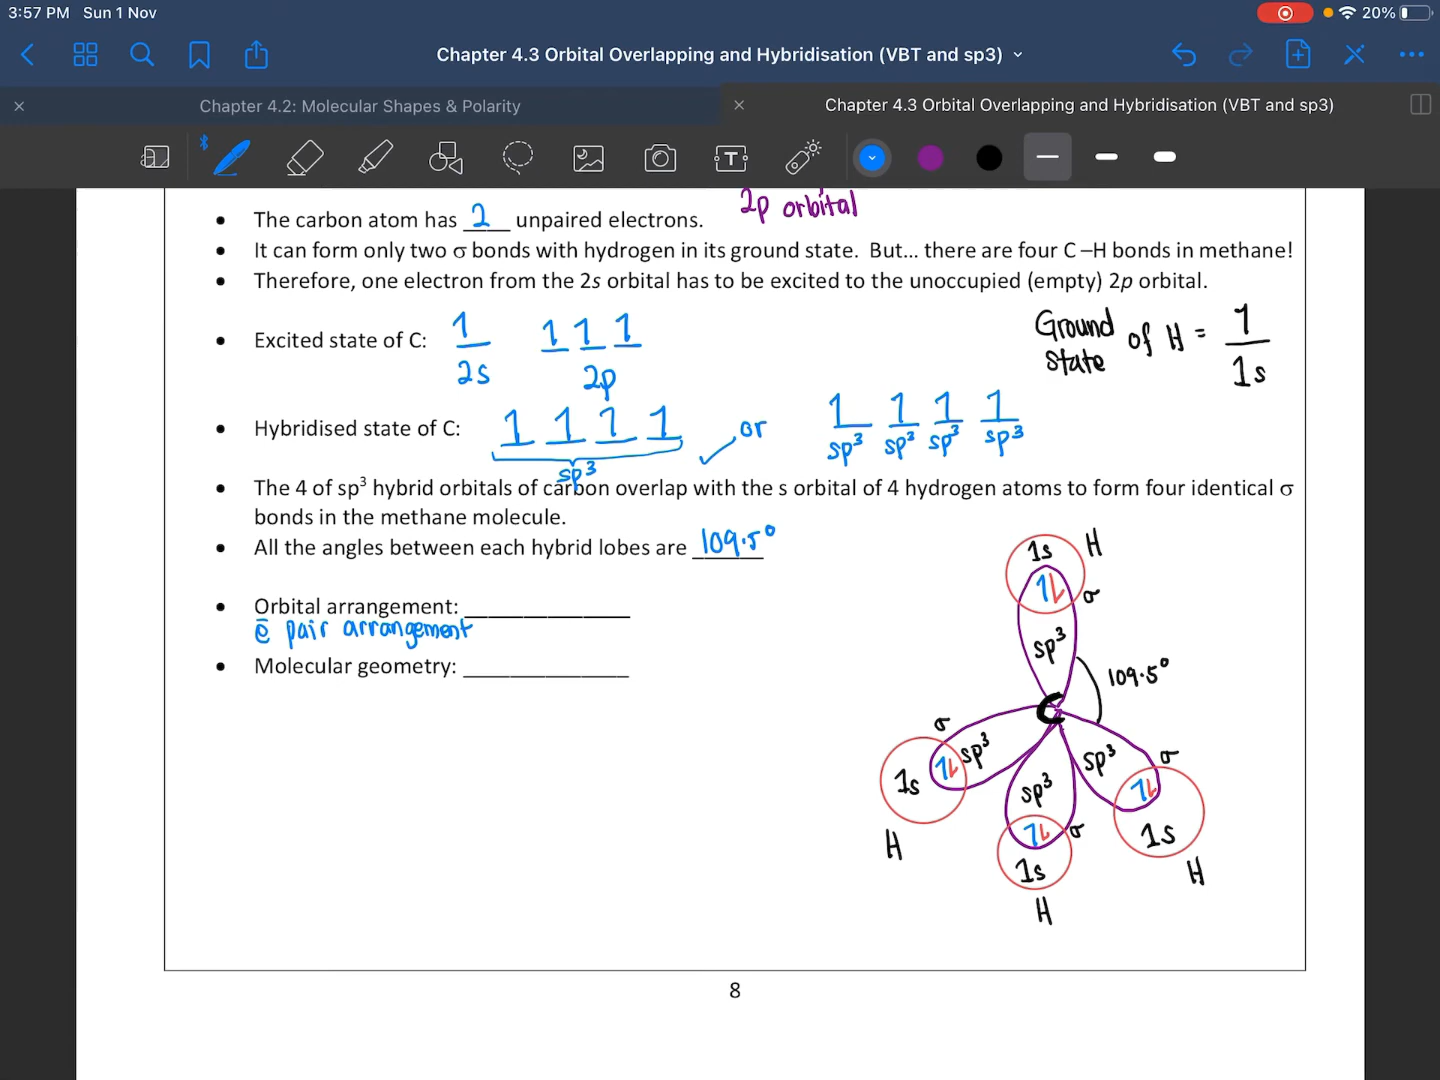 3:57 PM Sun 1 Nov
20%
Chapter 4.3 Orbital Overlapping and Hybridisation (VBT and sp3)
Chapter 4.2: Molecular Shapes & Polarity
Chapter 4.3 Orbital Overlapping and Hybridisation (VBT and sp3)
2p orbital
• The carbon atom has 2 unpaired electrons.
• It can form only two σ bonds with hydrogen in its ground state. But... there are four C –H bonds in methane!
• Therefore, one electron from the 2s orbital has to be excited to the unoccupied (empty) 2p orbital.
• Excited state of C: 1 1 1 1
2s 2p
Ground state of H = 1
1s
• Hybridised state of C: 1 1 1 1 or 1 1 1 1
sp³ sp³ sp³ sp³ sp³
• The 4 of sp³ hybrid orbitals of carbon overlap with the s orbital of 4 hydrogen atoms to form four identical σ
bonds in the methane molecule.
• All the angles between each hybrid lobes are 109.5°
• Orbital arrangement: ______________
ē pair arrangement
• Molecular geometry: ______________
1s H
1L σ
sp³
109.5°
C
σ sp³ sp³ σ
1s 1L sp³ 1L
H 1L σ 1s
1s H
H
8